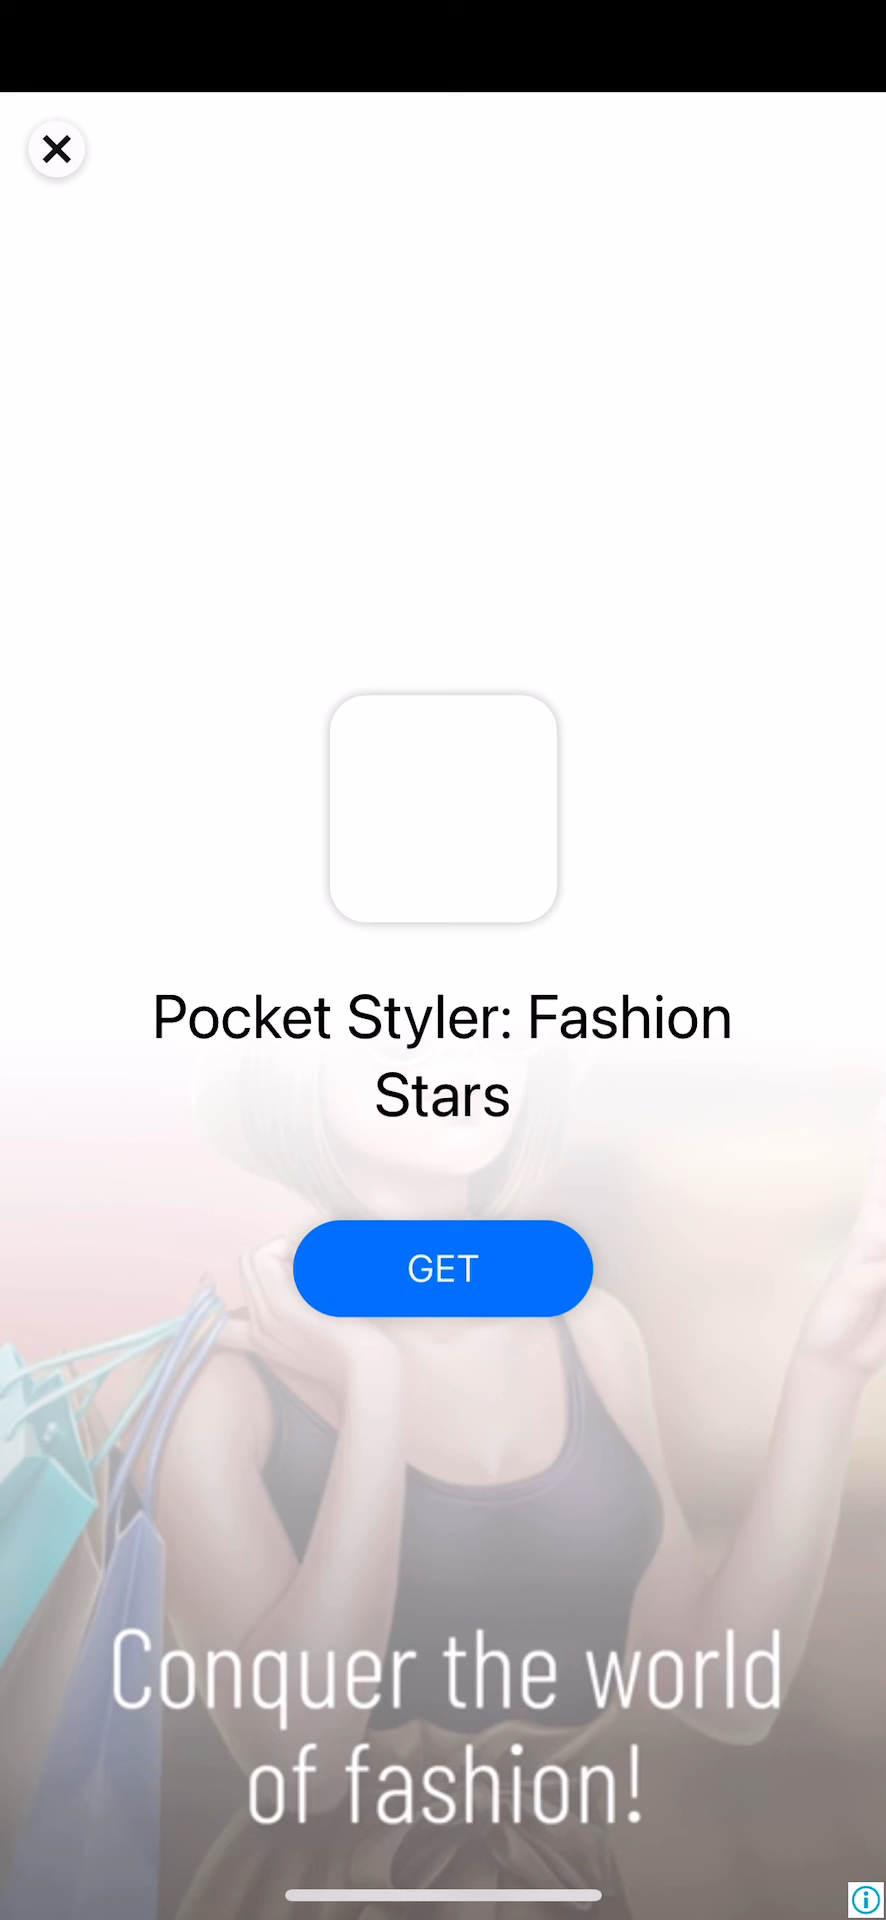 Pocket Styler: Fashion
Stars
GET
Conquer the world
of fashion!